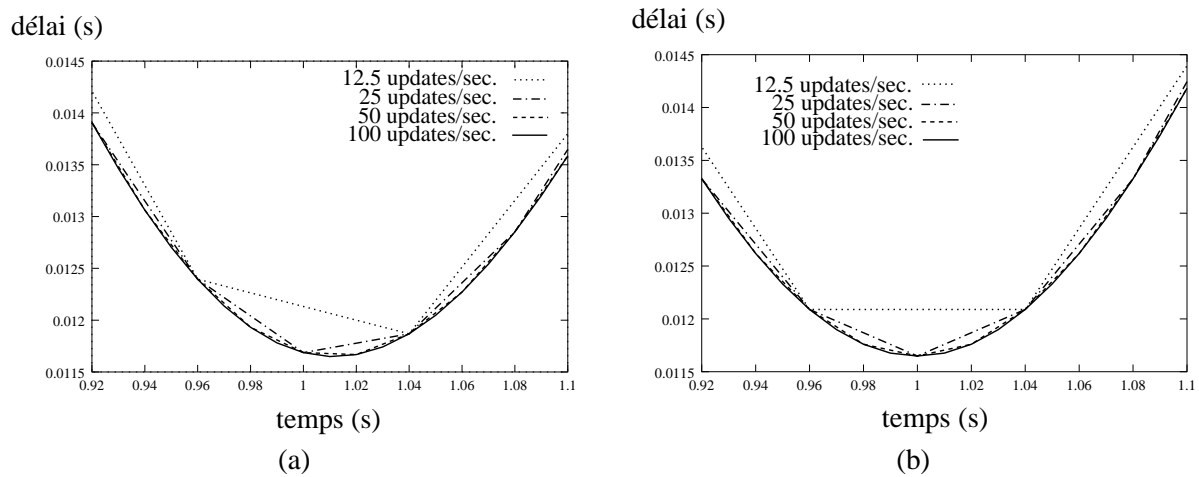 délai (s)
0.0145
0.014
0.0135
0.013
0.0125
0.012
0.0115
12.5 updates/sec.
25 updates/sec.
50 updates/sec.
100 updates/sec.
0.92 0.94 0.96 0.98 1 1.02 1.04 1.06 1.08 1.1
temps (s)
(a)
délai (s)
0.0145
0.014
0.0135
0.013
0.0125
0.012
0.0115
12.5 updates/sec.
25 updates/sec.
50 updates/sec.
100 updates/sec.
0.92 0.94 0.96 0.98 1 1.02 1.04 1.06 1.08 1.1
temps (s)
(b)